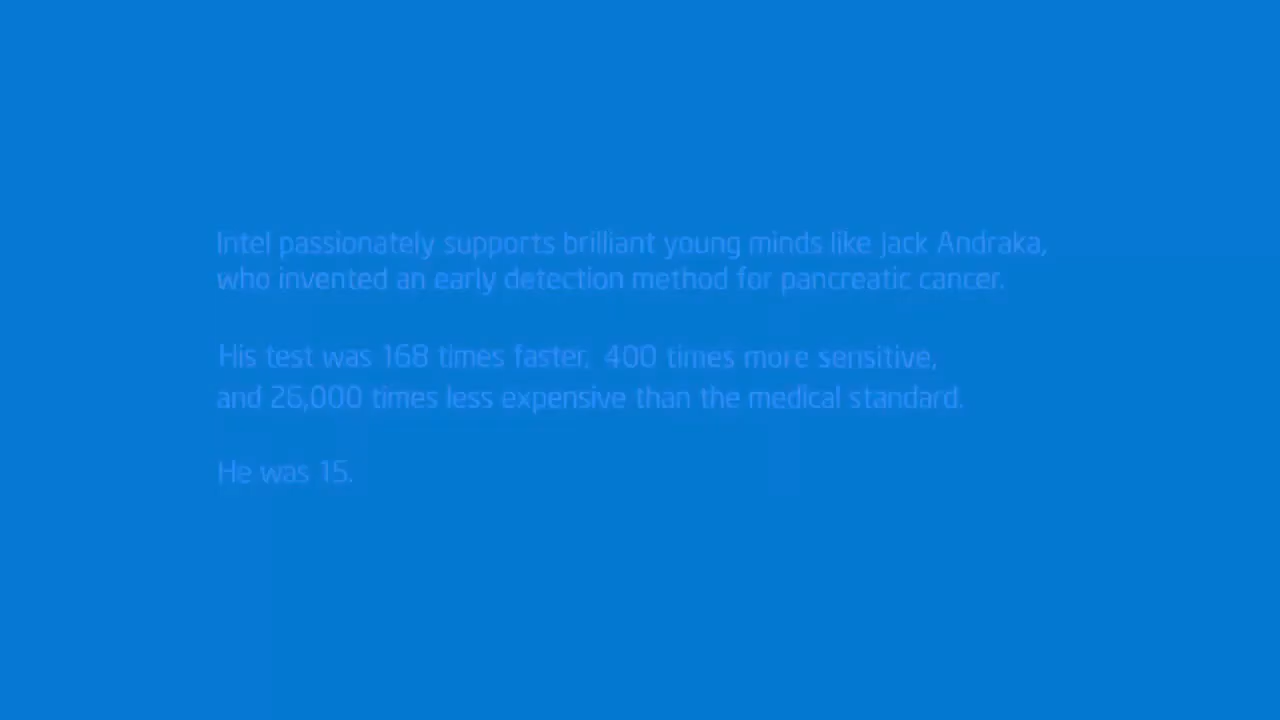 Intel passionately supports brilliant young minds like Jack Andraka,
who invented an early detection method for pancreatic cancer.
His test was 168 times faster, 400 times more sensitive,
and 26,000 times less expensive than the medical standard.
He was 15.